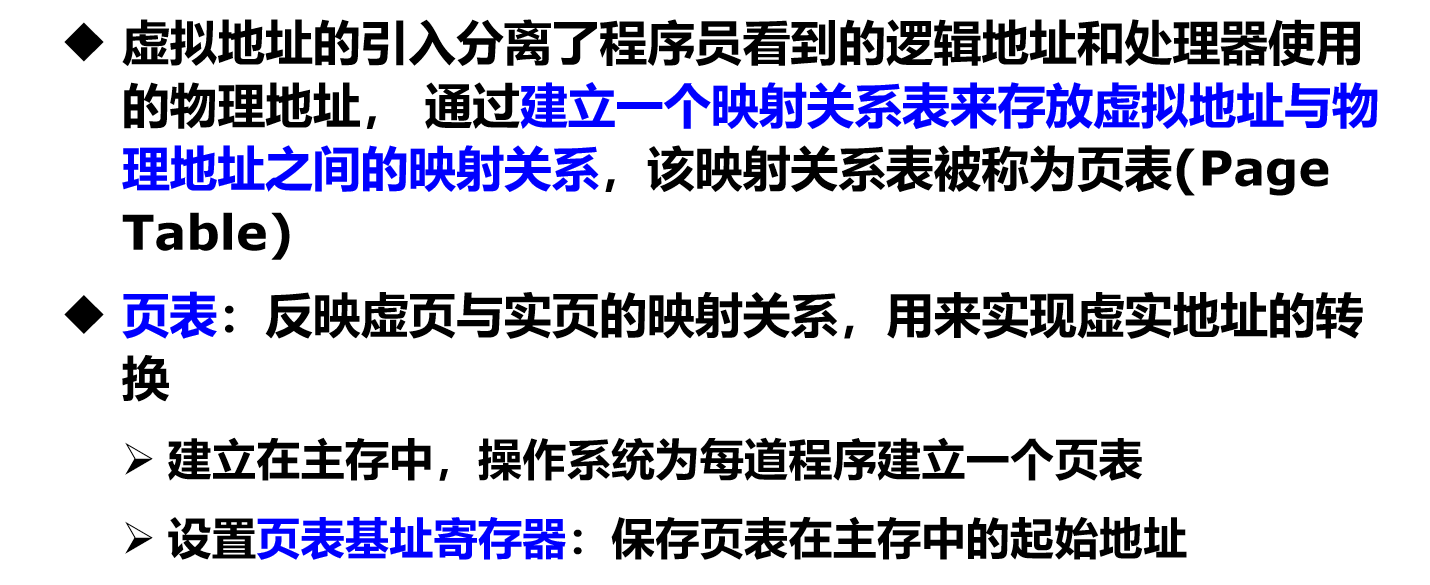 ◆ 虚拟地址的引入分离了程序员看到的逻辑地址和处理器使用
的物理地址， 通过建立一个映射关系表来存放虚拟地址与物
理地址之间的映射关系，该映射关系表被称为页表(Page
Table)
◆ 页表：反映虚页与实页的映射关系，用来实现虚实地址的转
换
➢ 建立在主存中，操作系统为每道程序建立一个页表
➢ 设置页表基址寄存器：保存页表在主存中的起始地址